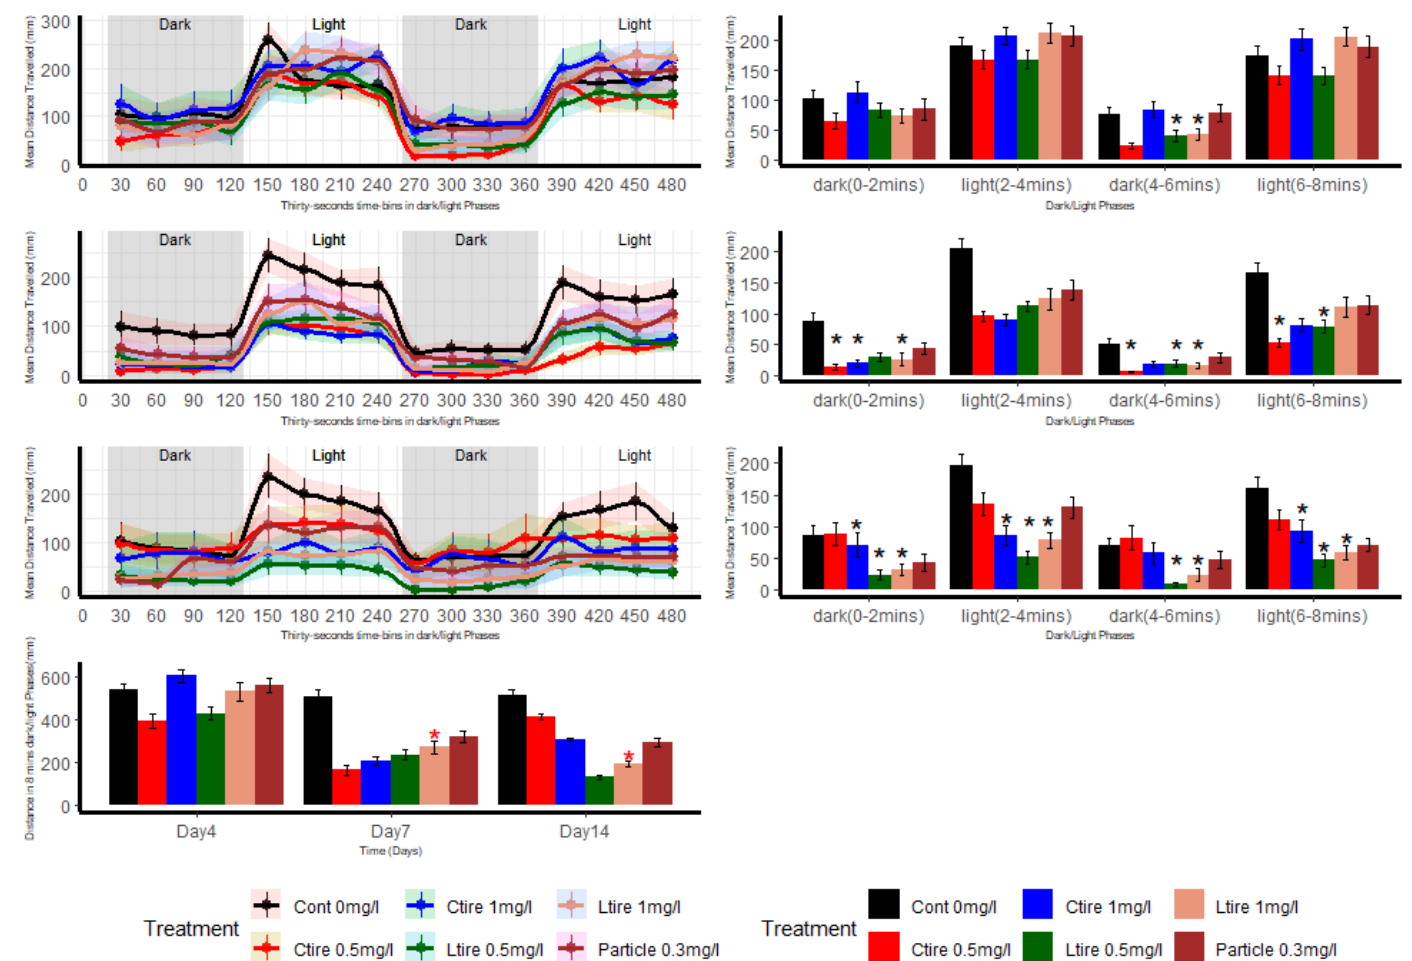 Mean Distance Travelled (mm)
300
200
100
0
Dark
Light
Dark
Light
0 30 60 90 120 150 180 210 240 270 300 330 360 390 420 450 480
Thirty-seconds time-bins in dark/light Phases
Mean Distance Travelled (mm)
200
150
100
50
0
* *
dark(0-2mins) light(2-4mins) dark(4-6mins) light(6-8mins)
Dark/Light Phases
Mean Distance Travelled (mm)
200
100
0
Dark
Light
Dark
Light
0 30 60 90 120 150 180 210 240 270 300 330 360 390 420 450 480
Thirty-seconds time-bins in dark/light Phases
Mean Distance Travelled (mm)
200
150
100
50
0
* * * * * * * *
dark(0-2mins) light(2-4mins) dark(4-6mins) light(6-8mins)
Dark/Light Phases
Mean Distance Travelled (mm)
200
100
0
Dark
Light
Dark
Light
0 30 60 90 120 150 180 210 240 270 300 330 360 390 420 450 480
Thirty-seconds time-bins in dark/light Phases
Mean Distance Travelled (mm)
200
150
100
50
0
* * * * * * * * * * *
dark(0-2mins) light(2-4mins) dark(4-6mins) light(6-8mins)
Dark/Light Phases
Distance in 8 mins dark/light Phases(mm)
600
400
200
0
* *
Day4 Day7 Day14
Time (Days)
Treatment
Cont 0mg/l Ctire 1mg/l Ltire 1mg/l
Ctire 0.5mg/l Ltire 0.5mg/l Particle 0.3mg/l
Treatment
Cont 0mg/l Ctire 1mg/l Ltire 1mg/l
Ctire 0.5mg/l Ltire 0.5mg/l Particle 0.3mg/l